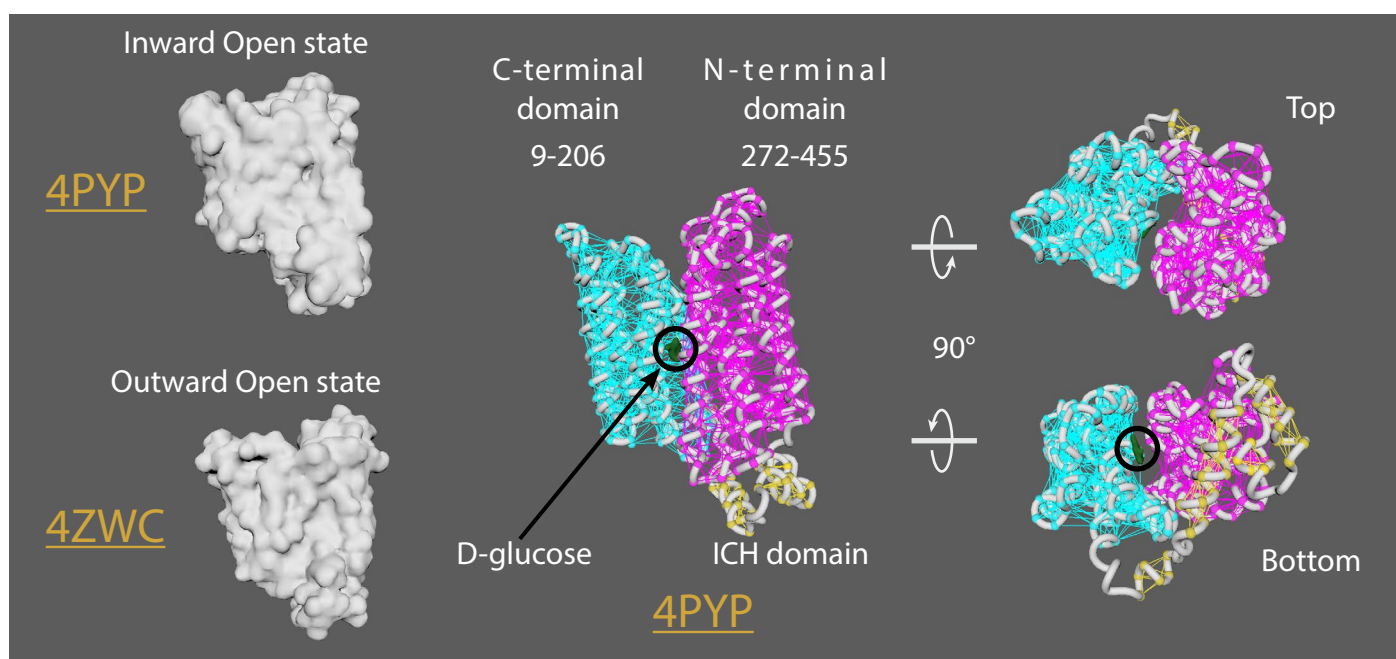 Inward Open state
4PYP
Outward Open state
4ZWC
C-terminal
domain
9-206
N-terminal
domain
272-455
D-glucose
ICH domain
4PYP
Top
90°
Bottom